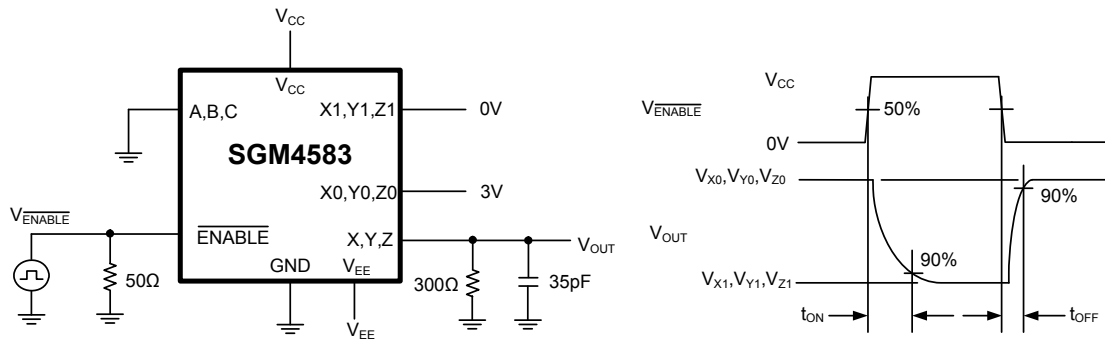 VCC
VCC
A,B,C
X1,Y1,Z1
0V
SGM4583
X0,Y0,Z0
3V
VENABLE
ENABLE
X,Y,Z
VOUT
GND
VEE
50Ω
300Ω
35pF
VEE
VCC
VENABLE
50%
0V
VX0,VY0,VZ0
90%
VOUT
90%
VX1,VY1,VZ1
tON
tOFF